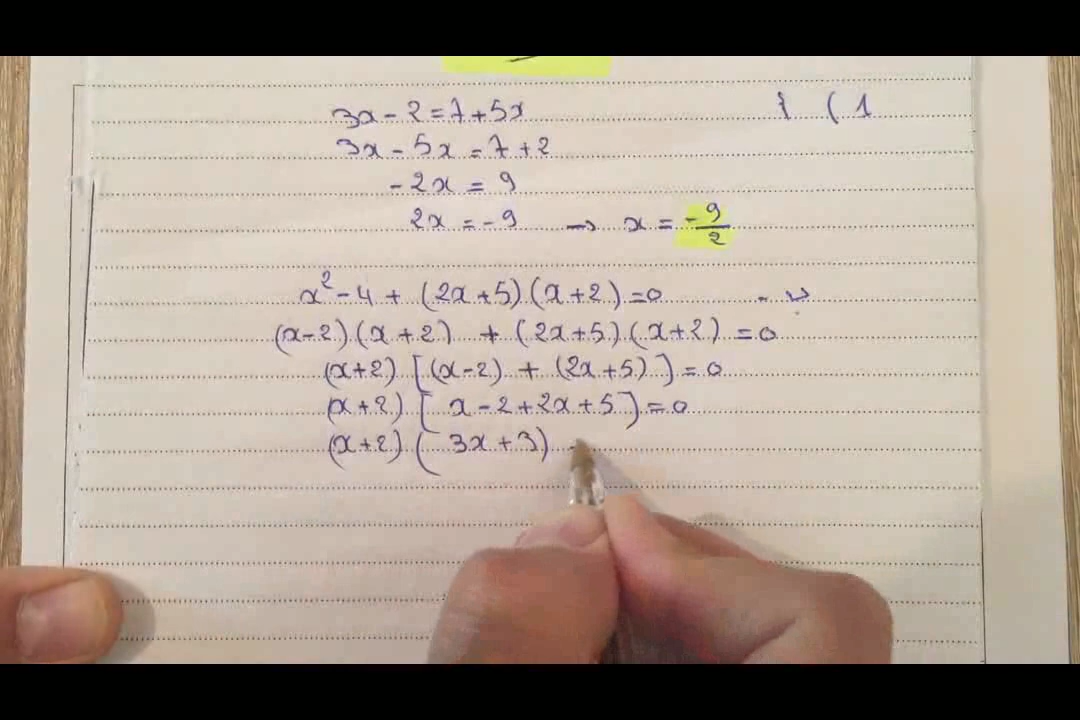 3x - 2 = 7 + 5x
أ ( 1
3x - 5x = 7 + 2
-2x = 9
2x = -9 → x = -9/2
x² - 4 + (2x+5)(x+2) = 0
ب -
(x-2)(x+2) + (2x+5)(x+2) = 0
(x+2) [(x-2) + (2x+5)] = 0
(x+2) [x-2+2x+5] = 0
(x+2) (3x+3)